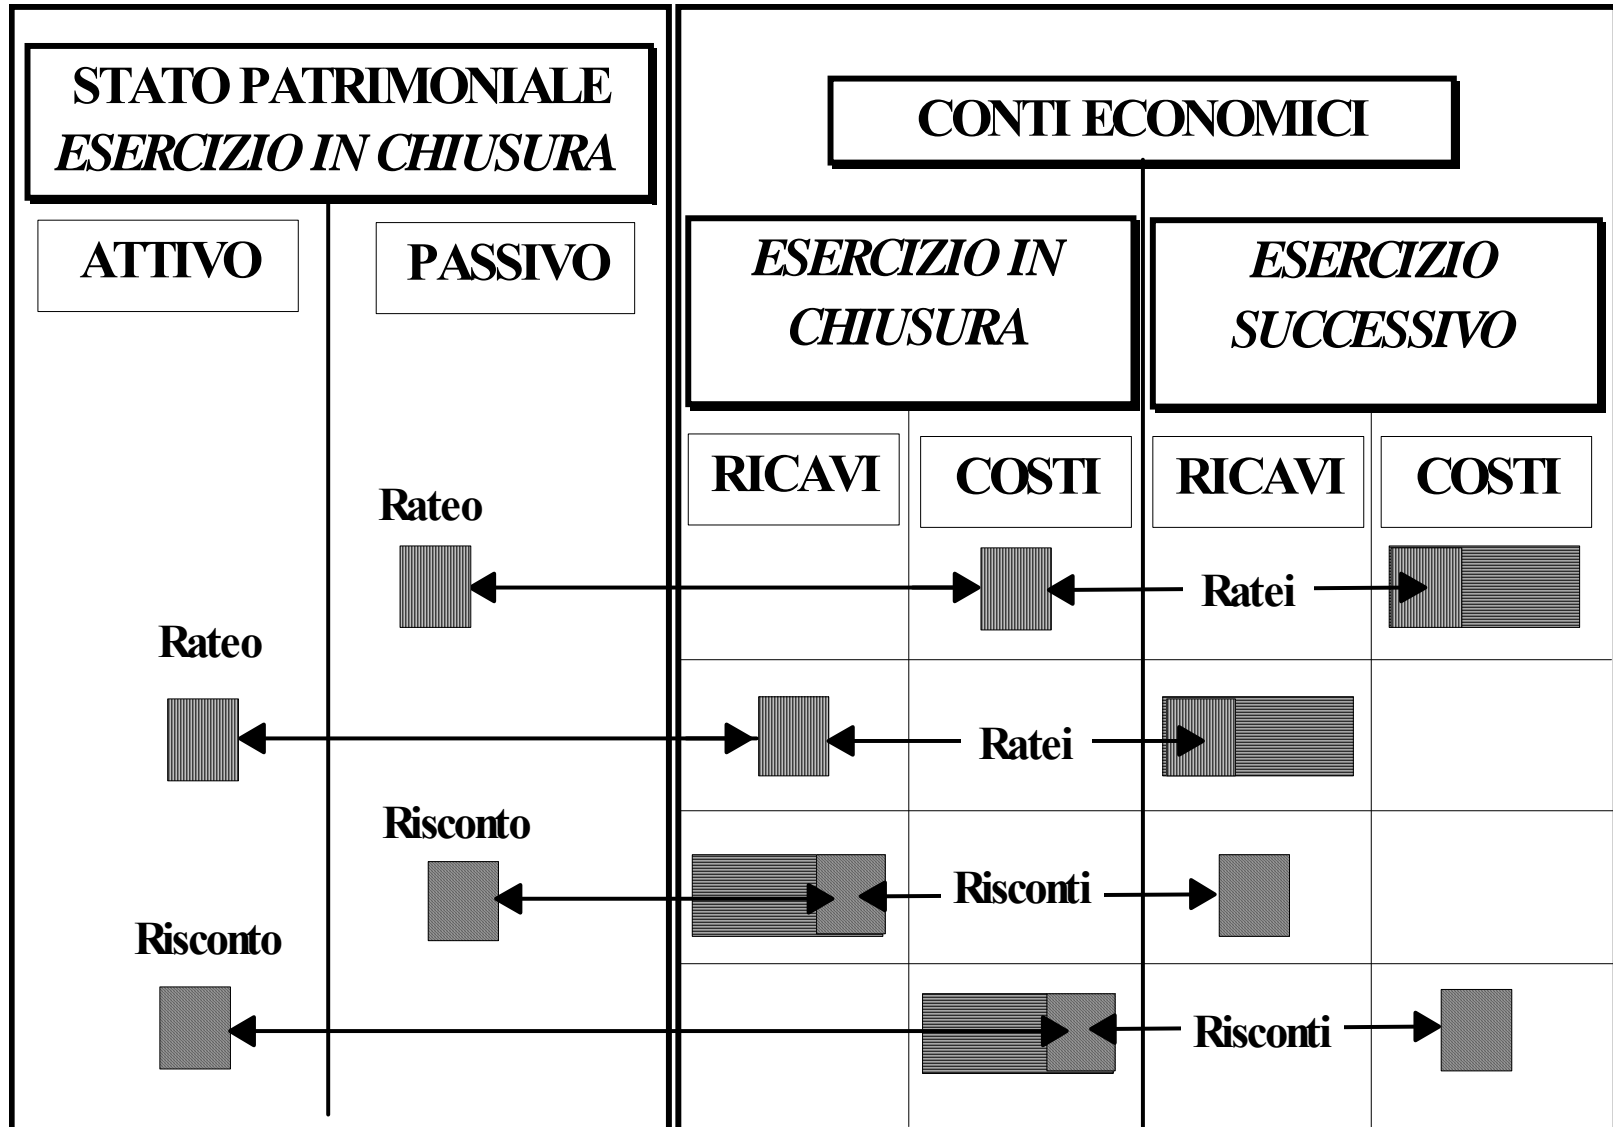 STATO PATRIMONIALE
ESERCIZIO IN CHIUSURA
ATTIVO
PASSIVO
CONTI ECONOMICI
ESERCIZIO IN
CHIUSURA
ESERCIZIO
SUCCESSIVO
RICAVI
COSTI
RICAVI
COSTI
Rateo
Ratei
Rateo
Ratei
Risconto
Risconti
Risconto
Risconti